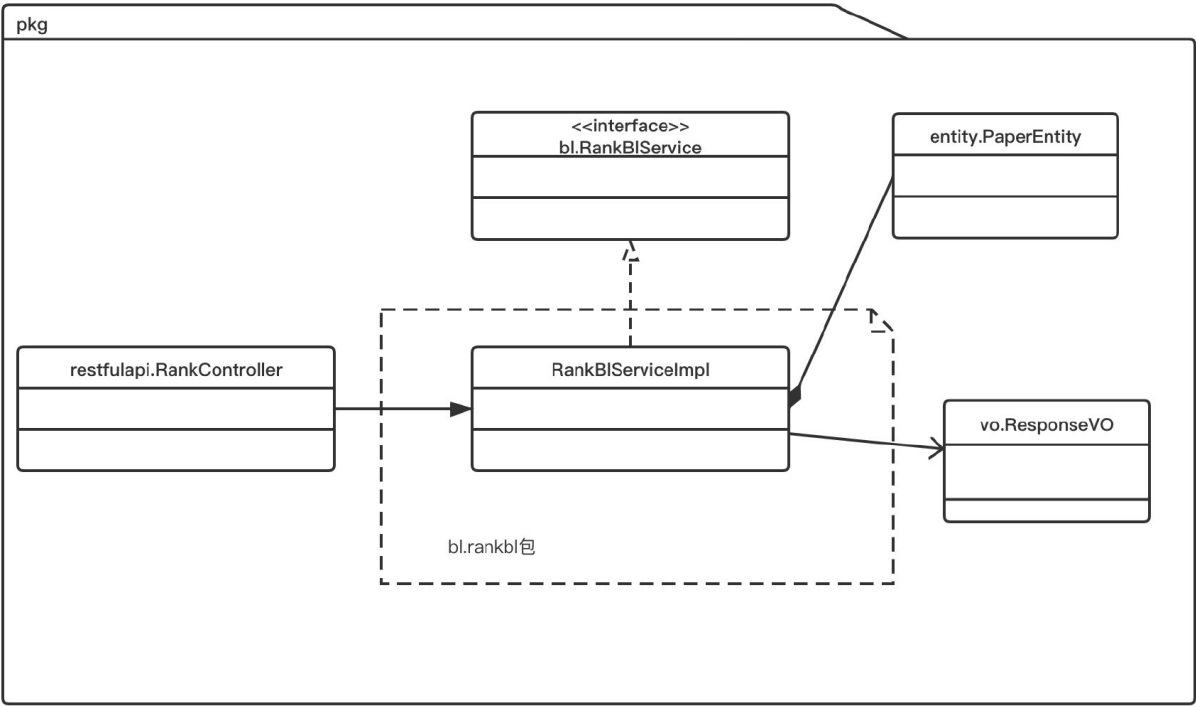 pkg
<<interface>>
bl.RankBlService
entity.PaperEntity
restfulapi.RankController
RankBlServiceImpl
vo.ResponseVO
bl.rankbl包